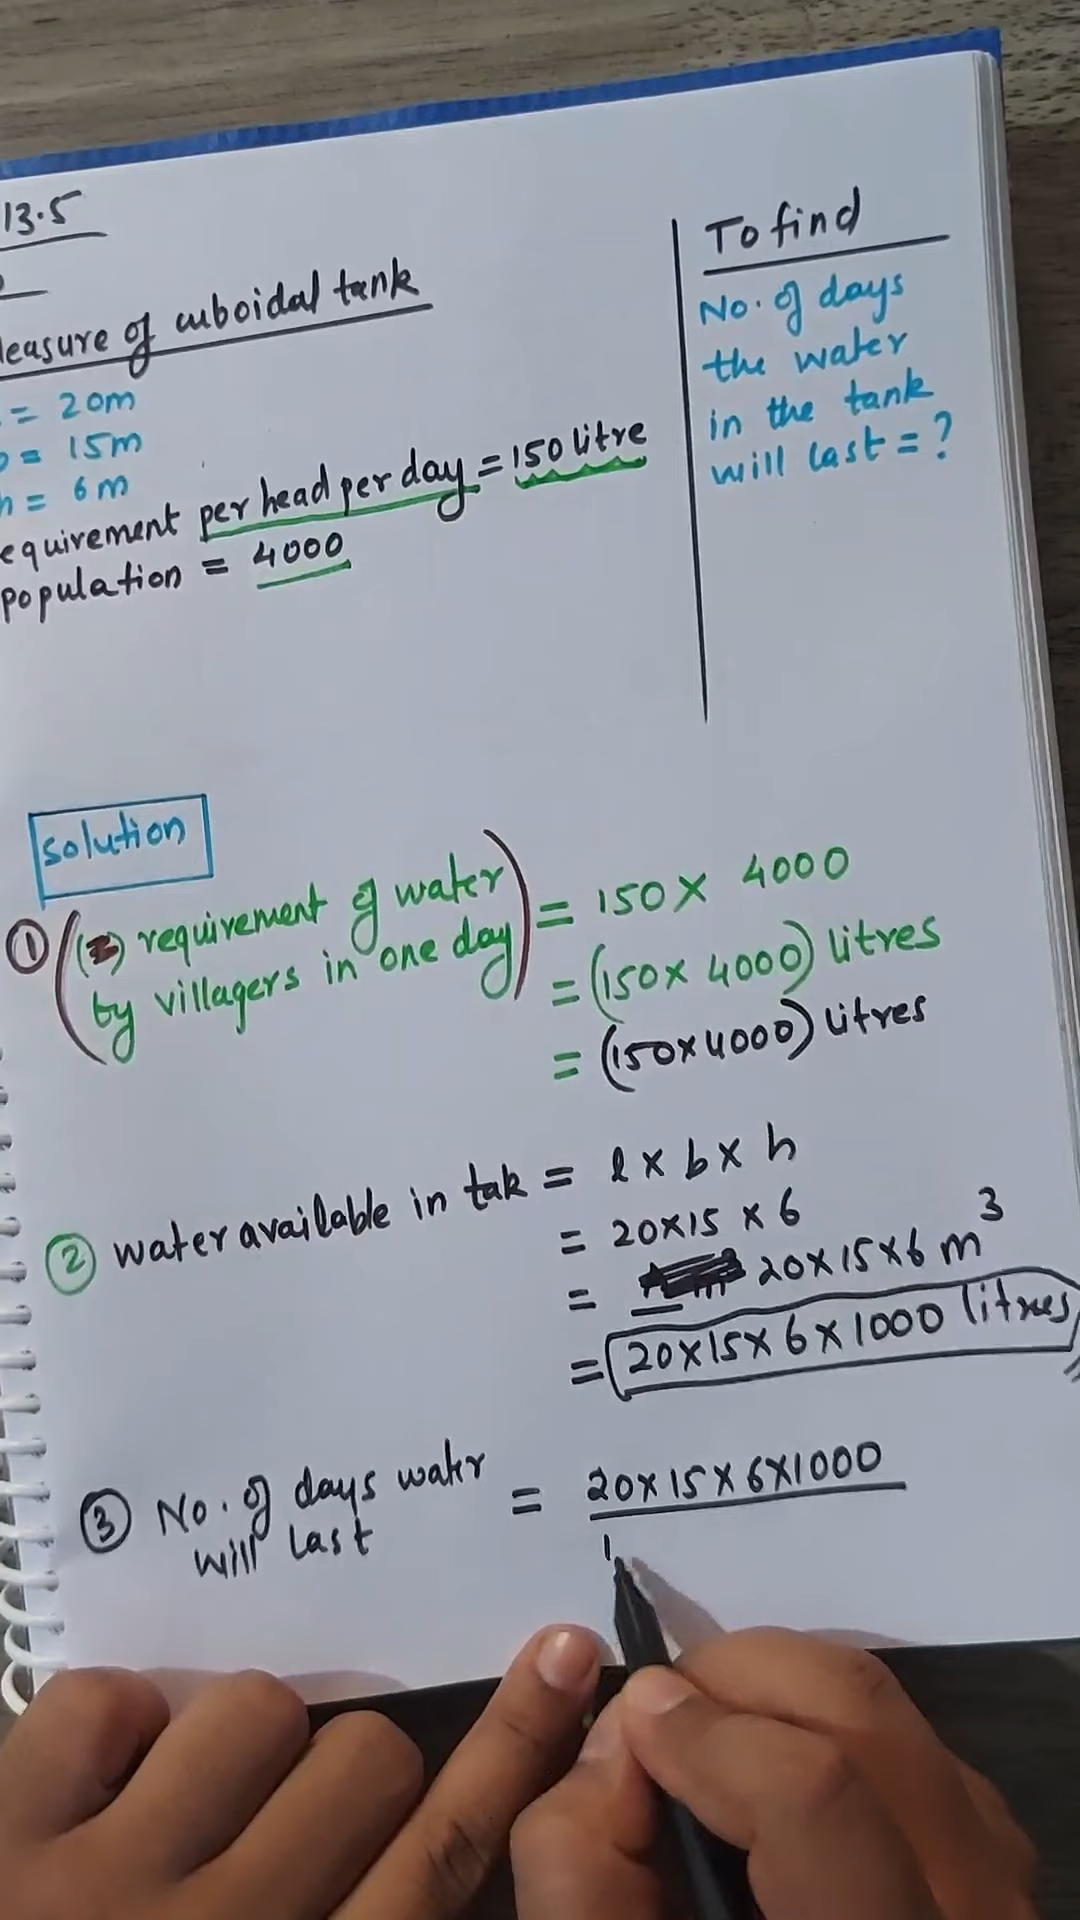 13.5
To find
easure of cuboidal tank
= 20m
= 15m
h = 6m
equirement per head per day = 150 litre
population = 4000
No. of days
the water
in the tank
will last = ?
solution
① requirement of water by villagers in one day = 150 × 4000
= (150 × 4000) litres
= (150×4000) litres
② water available in tak = l × b × h
= 20×15 × 6
= 20×15×6 m³
= 20×15×6×1000 litres
③ No. of days water will last = 20×15×6×1000
1